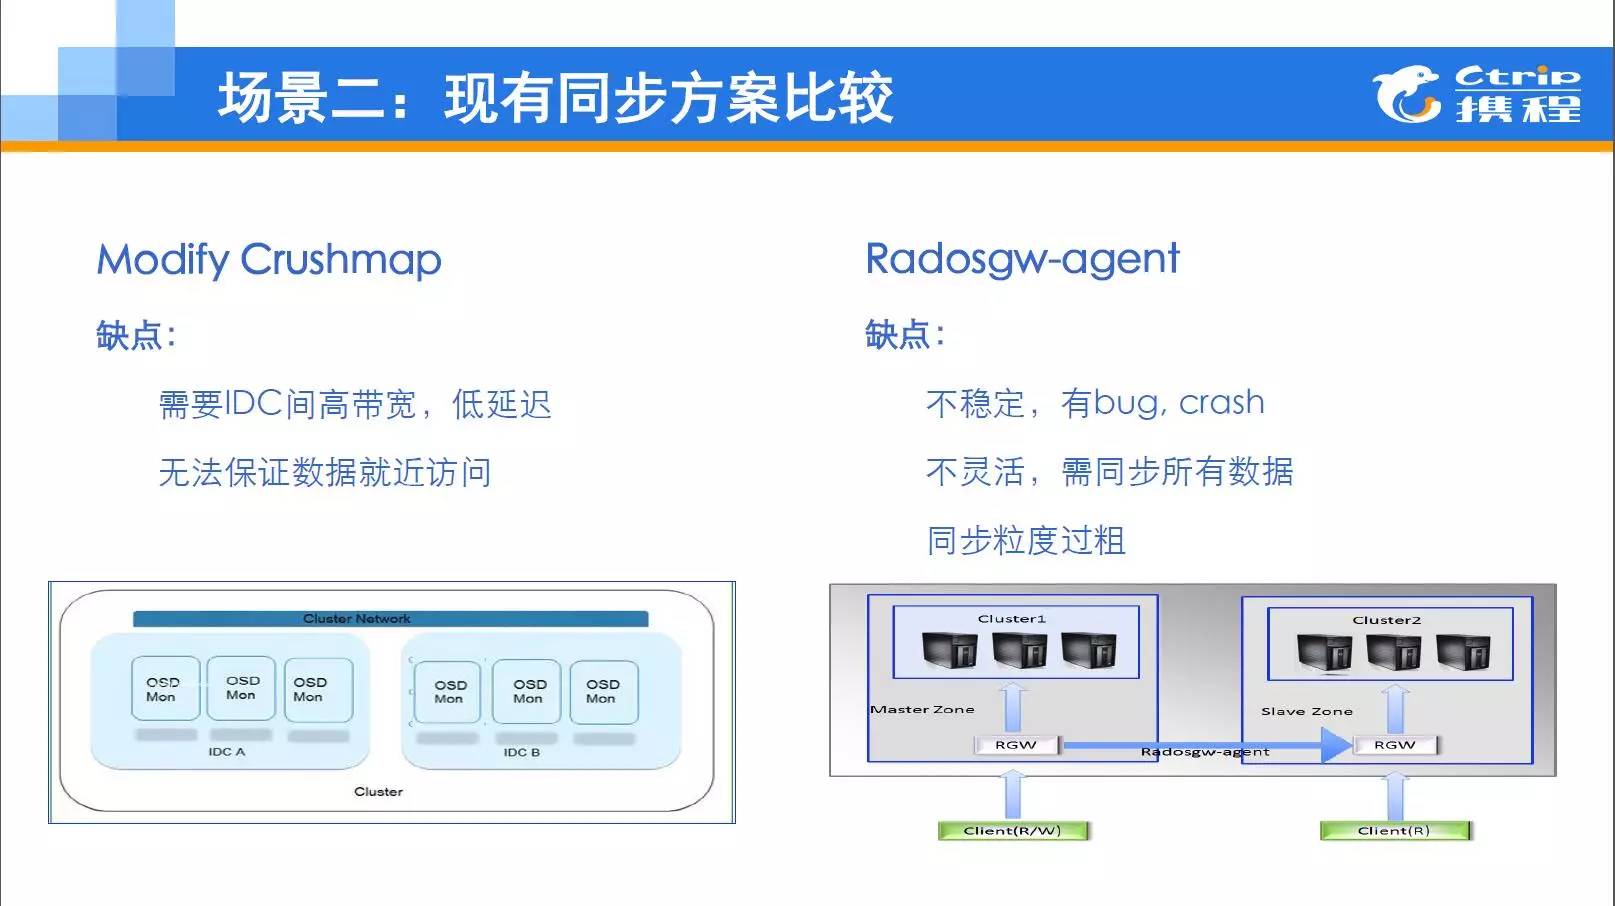 场景二：现有同步方案比较
Ctrip
携程
Modify Crushmap
缺点：
需要IDC间高带宽，低延迟
无法保证数据就近访问
Cluster Network
OSD
Mon
OSD
Mon
OSD
Mon
OSD
Mon
OSD
Mon
OSD
Mon
IDC A
IDC B
Cluster
Radosgw-agent
缺点：
不稳定，有bug, crash
不灵活，需同步所有数据
同步粒度过粗
Cluster1
Cluster2
Master Zone
Slave Zone
RGW
Radosgw-agent
RGW
Client(R/W)
Client(R)